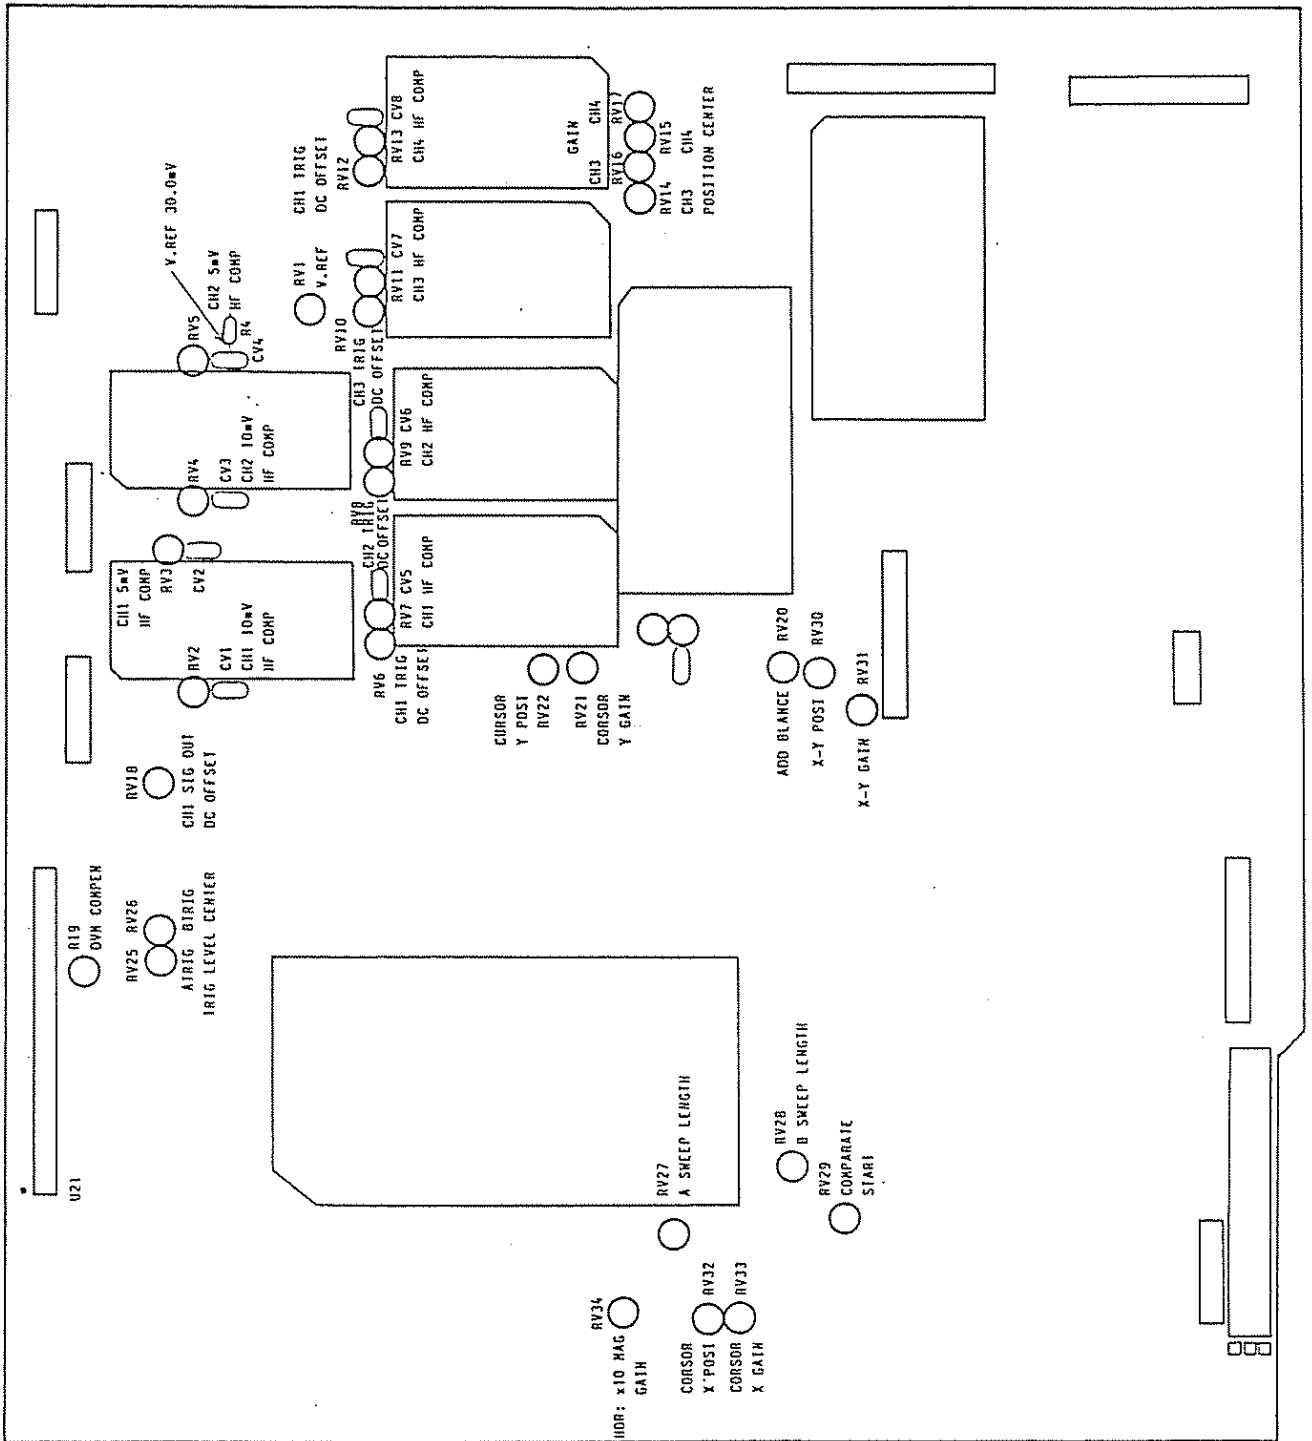 CH1 TRIG
DC OFFSET
RV12
RV13 CV8
CH4 HF COMP
GAIN
CH3 CH4
RV16 RV17
RV14 RV15
CH3 CH4
POSITION CENTER
V.REF 30.0mV
CH2 5mV
HF COMP
R4
RV5
CV4
RV1
V.REF
RV10
CH3 TRIG
DC OFFSET
RV11 CV7
CH3 HF COMP
RV4
CV3
CH2 10mV
HF COMP
RV8
CH2 TRIG
DC OFFSET
RV9 CV6
CH2 HF COMP
CH1 5mV
HF COMP
RV3
CV2
RV2
CV1
CH1 10mV
HF COMP
RV6
CH1 TRIG
DC OFFSET
RV7 CV5
CH1 HF COMP
CURSOR
Y POSI
RV22
RV21
CORSOR
Y GAIN
ADD BLANCE
RV20
X-Y POSI
RV30
X-Y GAIN
RV31
RV18
CH1 SIG OUT
DC OFFSET
R19
DVM COMPEN
RV25 RV26
ATRIG BTRIG
TRIG LEVEL CENTER
U21
RV27
A SWEEP LENGTH
RV28
B SWEEP LENGTH
RV29
COMPARATE
START
RV34
HOR: x10 MAG
GAIN
CORSOR
X POSI
RV32
CORSOR
X GAIN
RV33